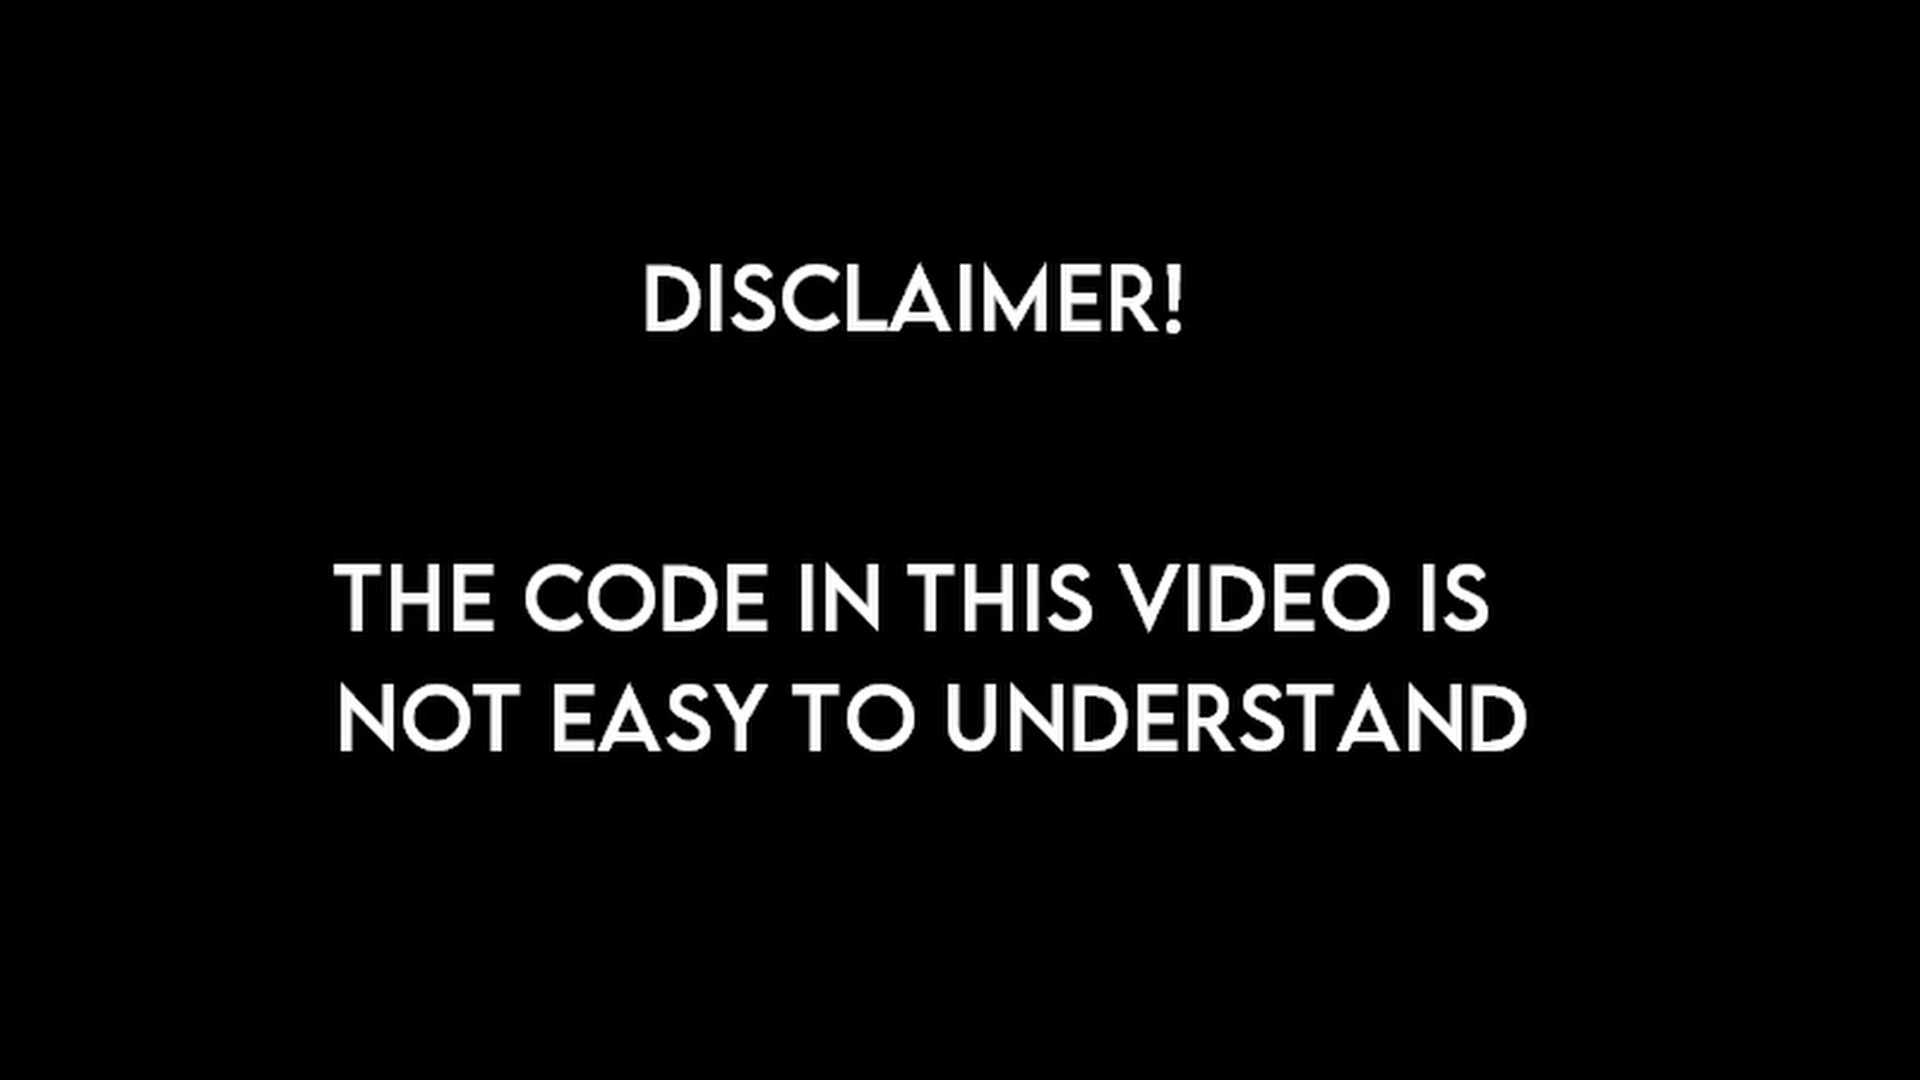 DISCLAIMER!
THE CODE IN THIS VIDEO IS
NOT EASY TO UNDERSTAND